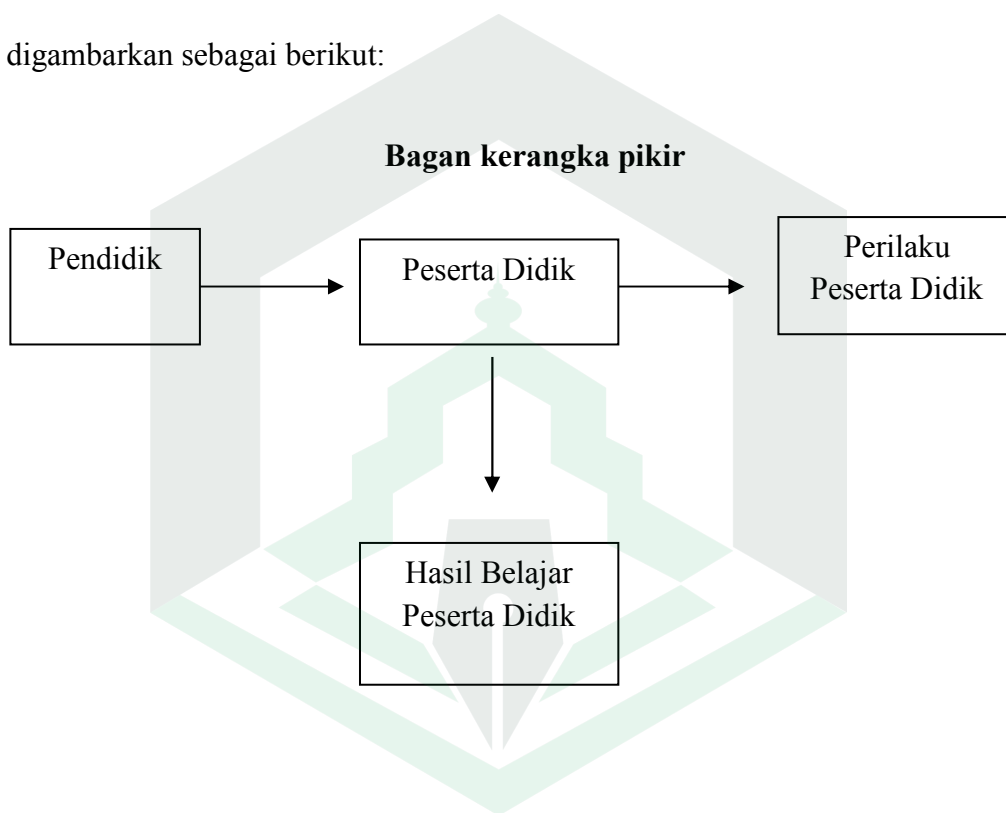 digambarkan sebagai berikut:
Bagan kerangka pikir
Pendidik
Peserta Didik
Perilaku
Peserta Didik
Hasil Belajar
Peserta Didik